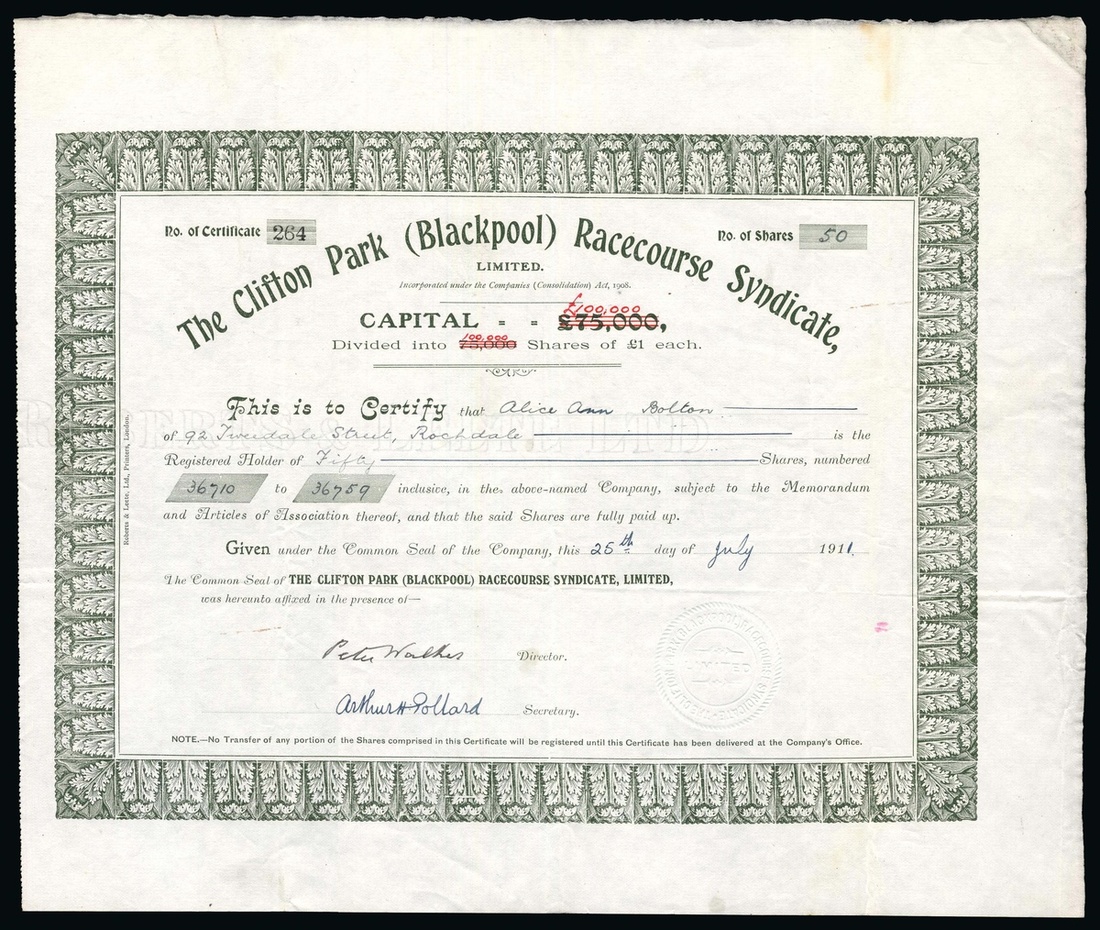 No. of Certificate 264
No. of Shares 50
The Clifton Park (Blackpool) Racecourse Syndicate,
LIMITED.
Incorporated under the Companies (Consolidation) Act, 1908.
£100,000
CAPITAL = = £75,000,
100,000
Divided into 75,000 Shares of £1 each.
This is to Certify that Alice Ann Bolton
of 92 Tweedale Street, Rochdale is the
Registered Holder of Fifty Shares, numbered
36710 to 36759 inclusive, in the above-named Company, subject to the Memorandum
and Articles of Association thereof, and that the said Shares are fully paid up.
Given under the Common Seal of the Company, this 25th day of July 1911.
The Common Seal of THE CLIFTON PARK (BLACKPOOL) RACECOURSE SYNDICATE, LIMITED,
was hereunto affixed in the presence of—
Peter Walker Director.
Arthur H Pollard Secretary.
NOTE.—No Transfer of any portion of the Shares comprised in this Certificate will be registered until this Certificate has been delivered at the Company's Office.
Roberts & Leete, Ltd., Printers, London.
LIMITED